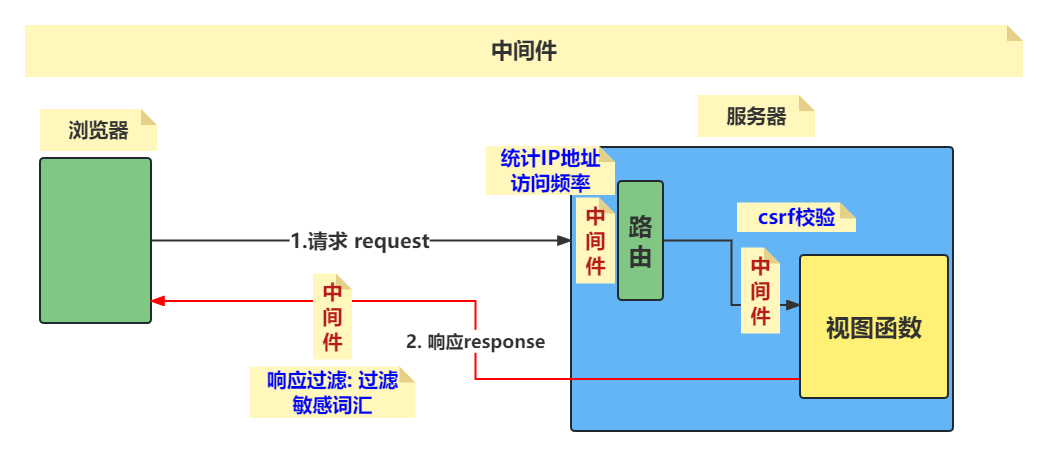 中间件
浏览器
服务器
统计IP地址
访问频率
中
间
件
路
由
csrf校验
中
间
件
视图函数
1.请求 request
中
间
件
2. 响应response
响应过滤: 过滤
敏感词汇